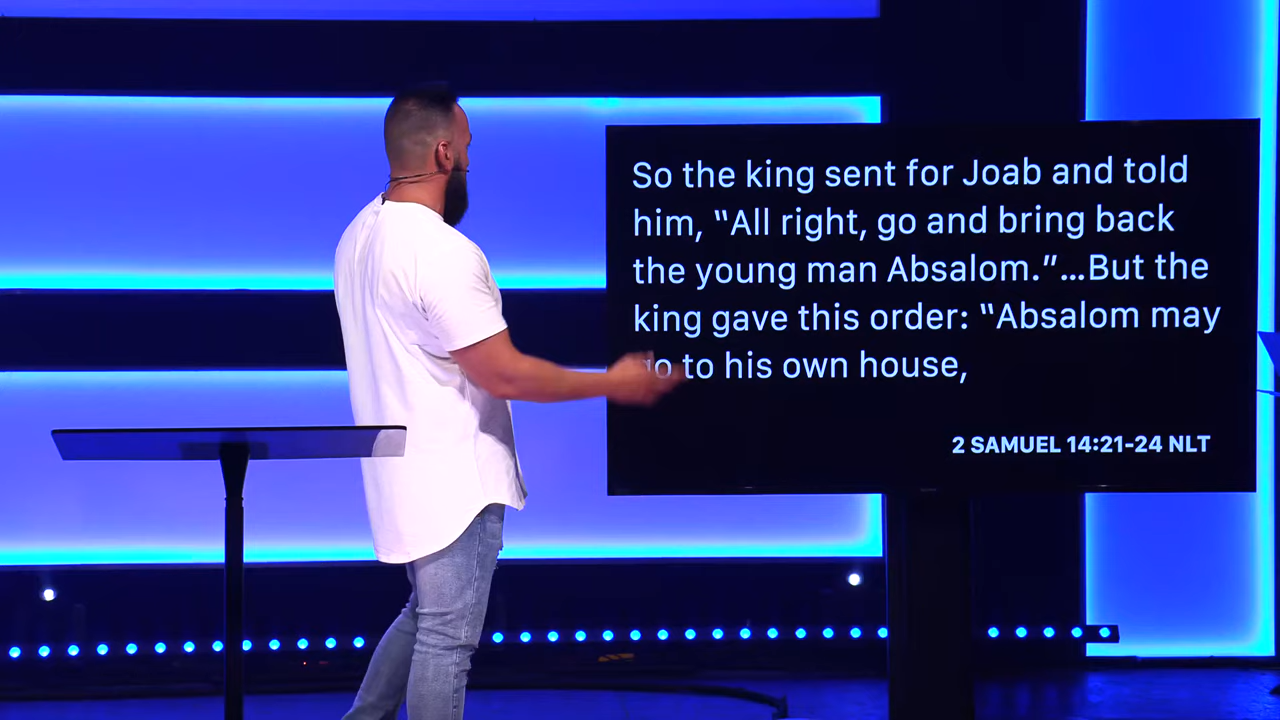 So the king sent for Joab and told
him, “All right, go and bring back
the young man Absalom.”…But the
king gave this order: “Absalom may
go to his own house,
2 SAMUEL 14:21-24 NLT